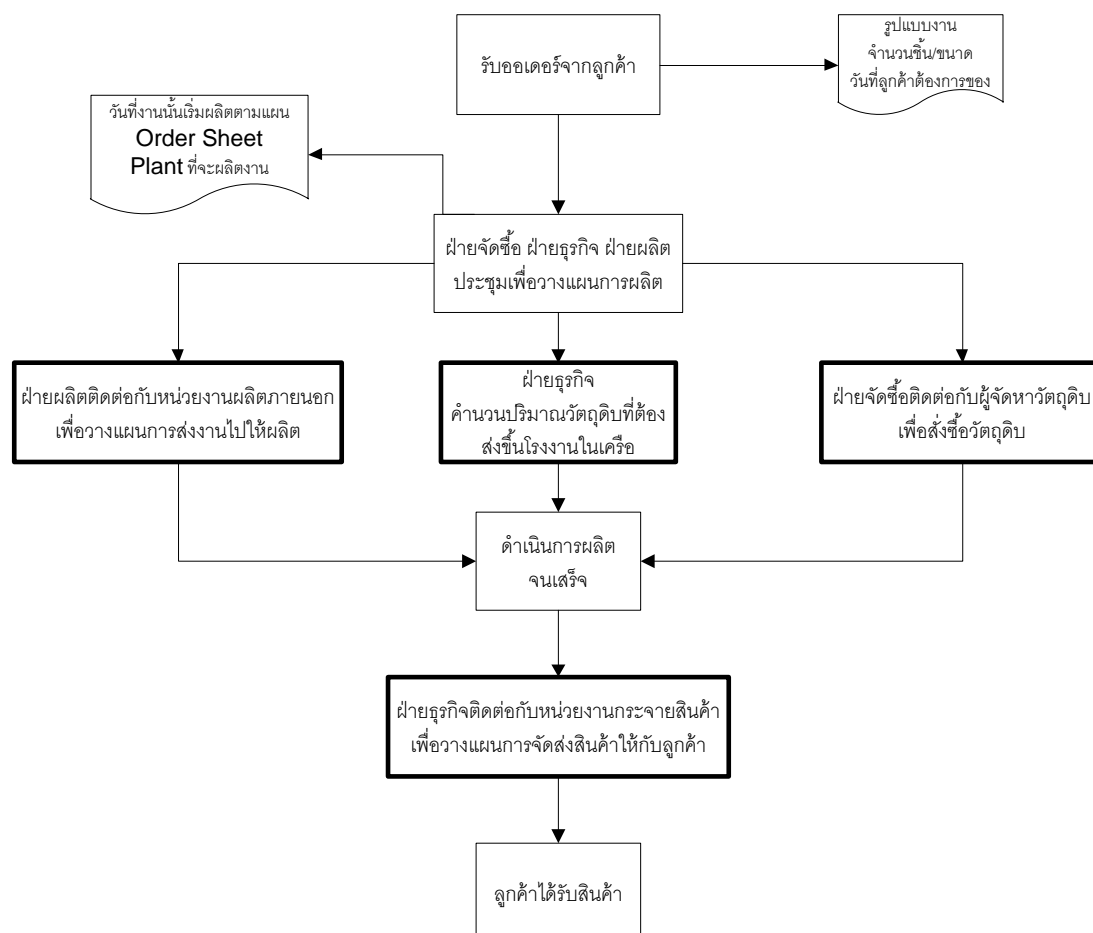 รับออเดอร์จากลูกค้า
รูปแบบงาน
จำนวนชิ้น/ขนาด
วันที่ลูกค้าต้องการของ
วันที่งานนั้นเริ่มผลิตตามแผน
Order Sheet
Plant ที่จะผลิตงาน
ฝ่ายจัดซื้อ ฝ่ายธุรกิจ ฝ่ายผลิต
ประชุมเพื่อวางแผนการผลิต
ฝ่ายผลิตติดต่อกับหน่วยงานผลิตภายนอก
เพื่อวางแผนการส่งงานไปให้ผลิต
ฝ่ายธุรกิจ
คำนวนปริมาณวัตถุดิบที่ต้อง
ส่งขึ้นโรงงานในเครือ
ฝ่ายจัดซื้อติดต่อกับผู้จัดหาวัตถุดิบ
เพื่อสั่งซื้อวัตถุดิบ
ดำเนินการผลิต
จนเสร็จ
ฝ่ายธุรกิจติดต่อกับหน่วยงานกระจายสินค้า
เพื่อวางแผนการจัดส่งสินค้าให้กับลูกค้า
ลูกค้าได้รับสินค้า